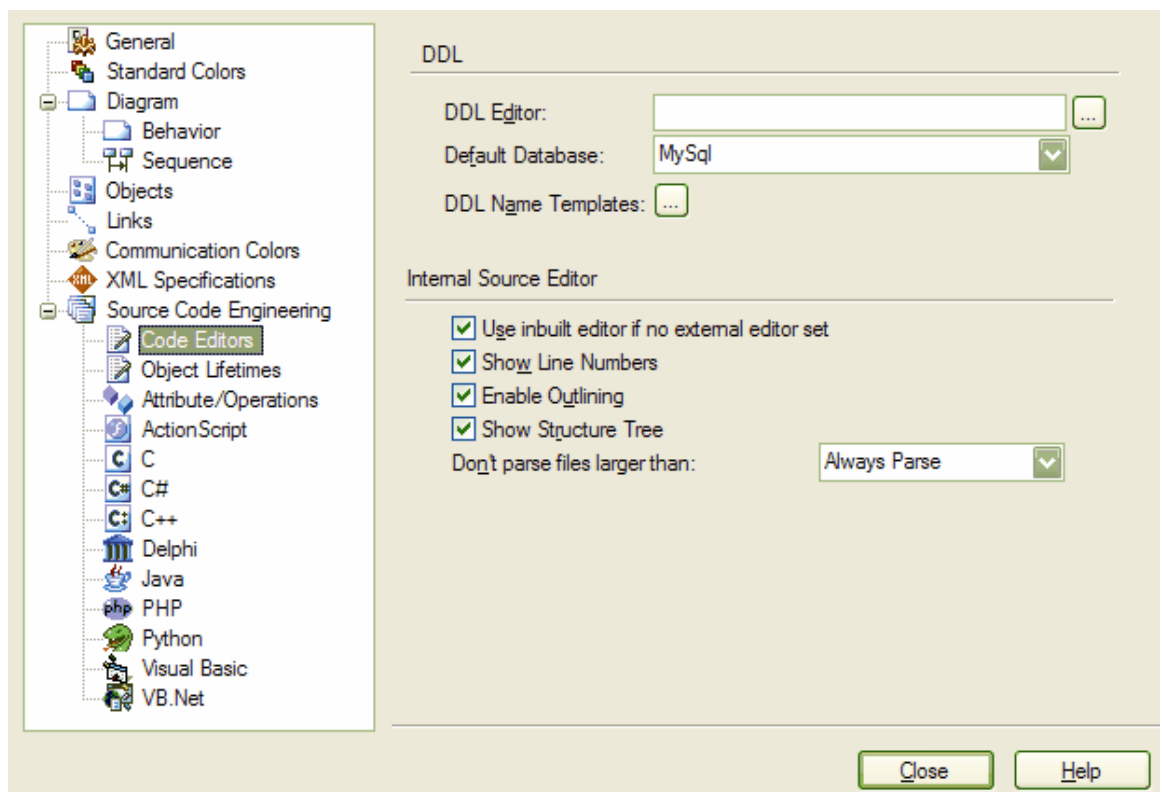 General
Standard Colors
Diagram
Behavior
Sequence
Objects
Links
Communication Colors
XML Specifications
Source Code Engineering
Code Editors
Object Lifetimes
Attribute/Operations
ActionScript
C
C#
C++
Delphi
Java
PHP
Python
Visual Basic
VB.Net
DDL
DDL Editor:
...
Default Database: MySql
DDL Name Templates: ...
Internal Source Editor
Use inbuilt editor if no external editor set
Show Line Numbers
Enable Outlining
Show Structure Tree
Don't parse files larger than: Always Parse
Close
Help